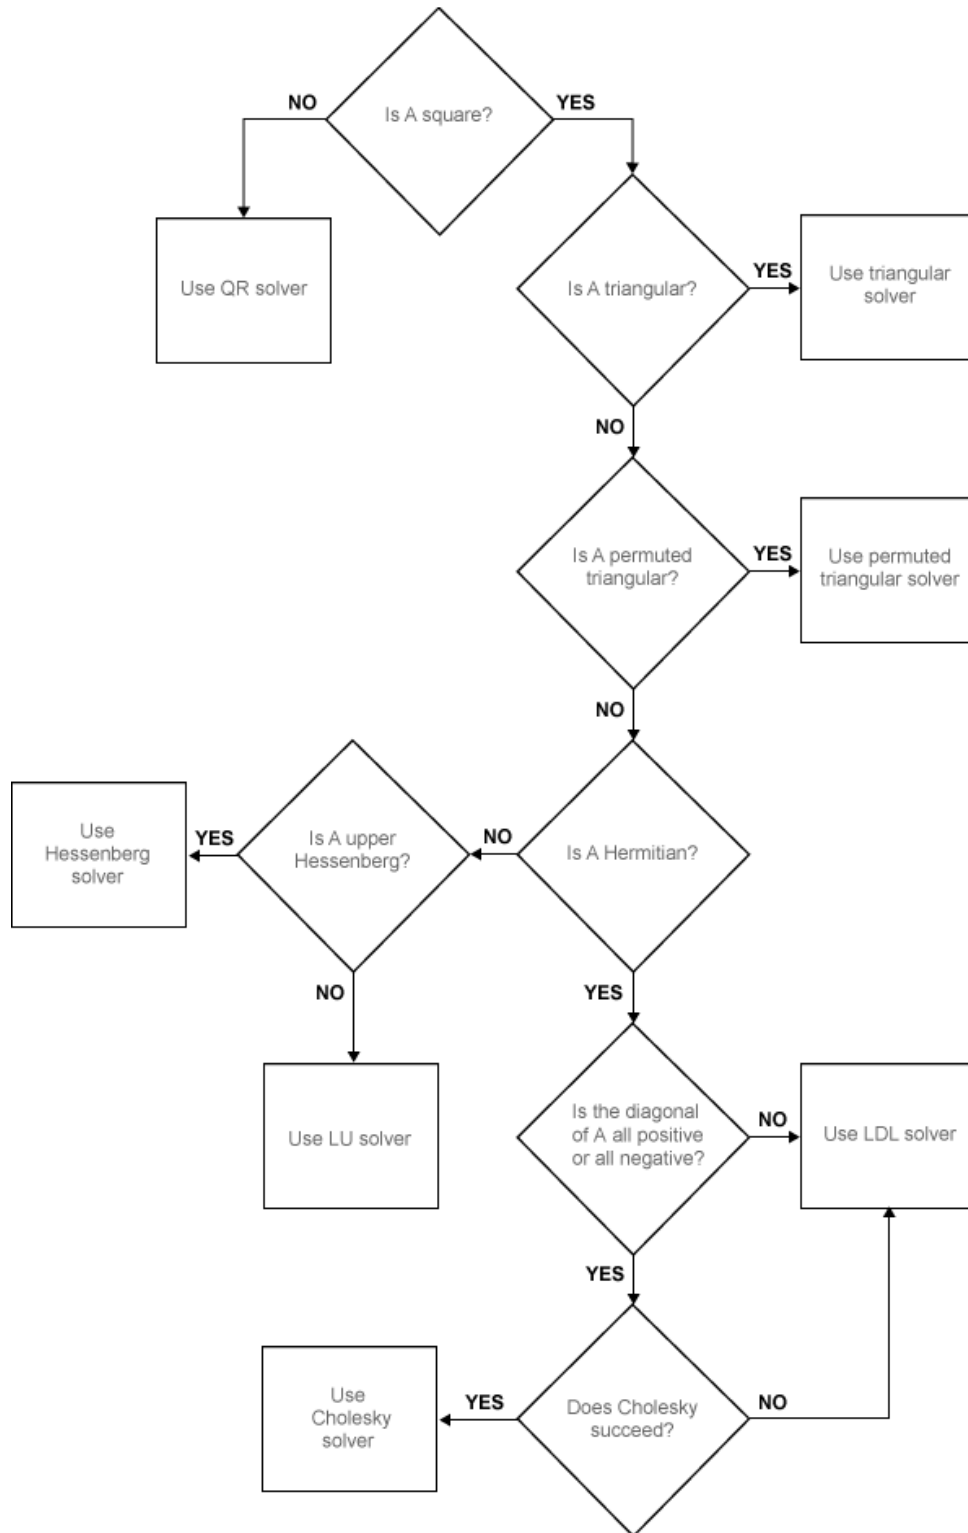 NO
Is A square?
YES
Use QR solver
Is A triangular?
YES
Use triangular
solver
NO
Is A permuted
triangular?
YES
Use permuted
triangular solver
NO
Use
Hessenberg
solver
YES
Is A upper
Hessenberg?
NO
Is A Hermitian?
NO
YES
Use LU solver
Is the diagonal
of A all positive
or all negative?
NO
Use LDL solver
YES
Use
Cholesky
solver
YES
Does Cholesky
succeed?
NO